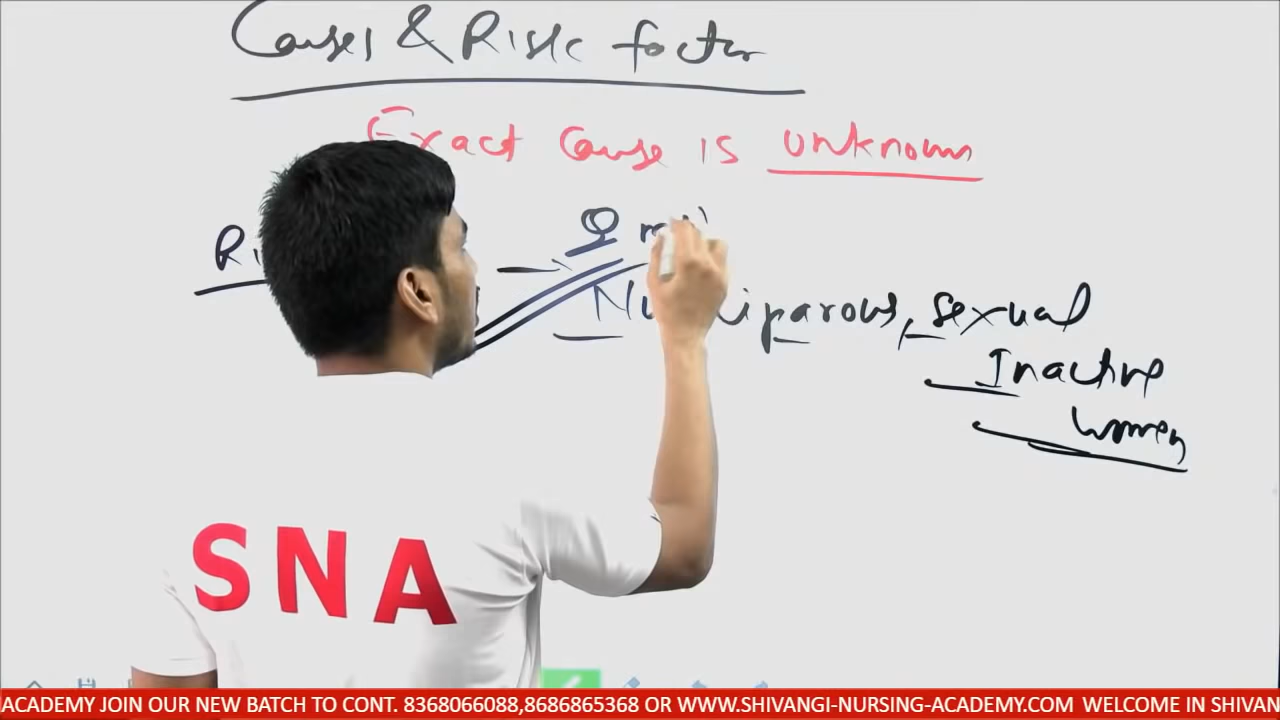 Causes & Risk factor
Exact Cause is unknown
sexual
Inactive
women
SNA
ACADEMY JOIN OUR NEW BATCH TO CONT. 8368066088,8686865368 OR WWW.SHIVANGI-NURSING-ACADEMY.COM WELCOME IN SHIVAN